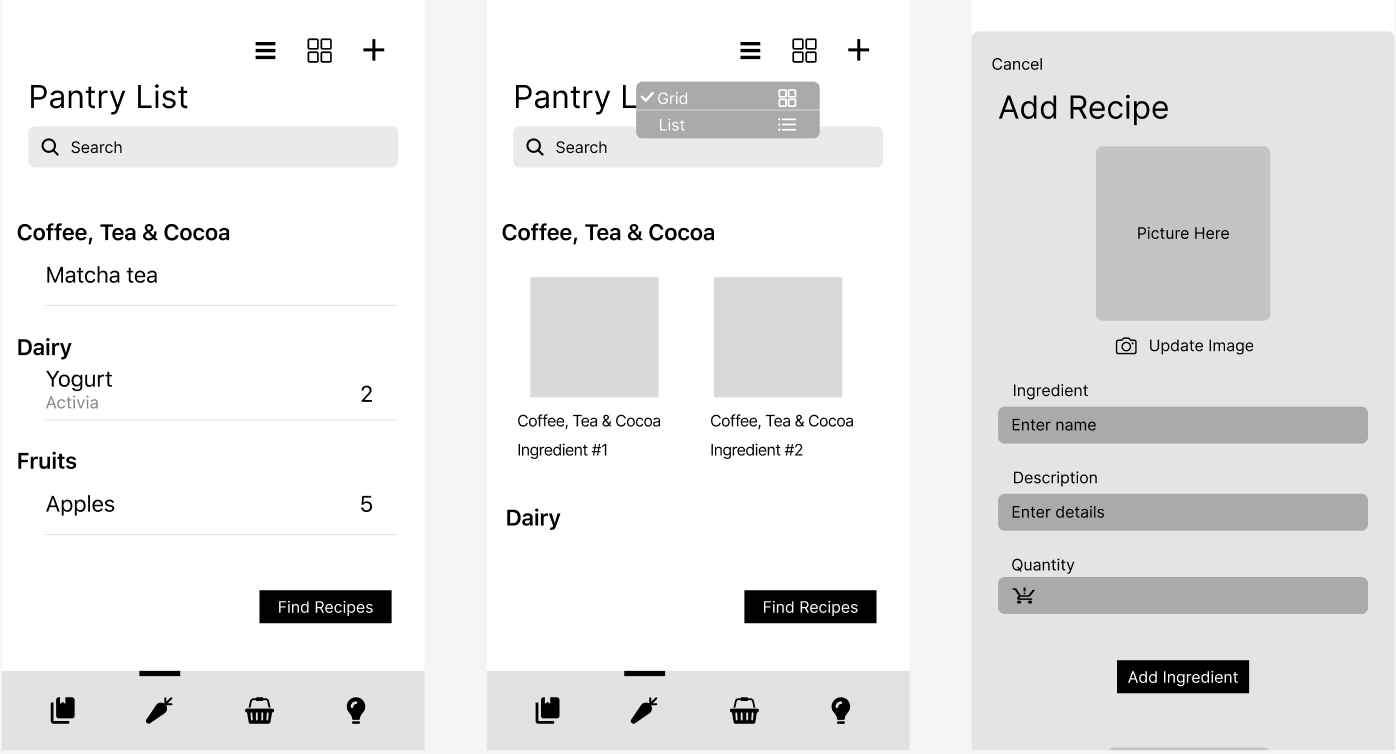 Pantry List
Search
Coffee, Tea & Cocoa
Matcha tea
Dairy
Yogurt
Activia
2
Fruits
Apples
5
Find Recipes
Pantry L
Grid
List
Search
Coffee, Tea & Cocoa
Coffee, Tea & Cocoa
Ingredient #1
Coffee, Tea & Cocoa
Ingredient #2
Dairy
Find Recipes
Cancel
Add Recipe
Picture Here
Update Image
Ingredient
Enter name
Description
Enter details
Quantity
Add Ingredient